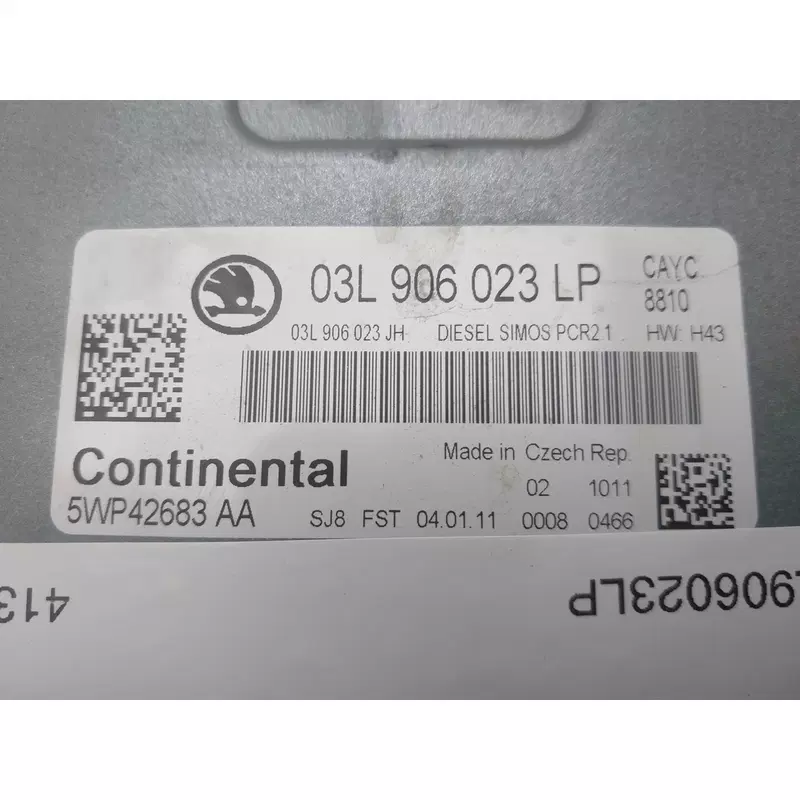 03L 906 023 LP CAYC
8810
03L 906 023 JH DIESEL SIMOS PCR2.1 HW: H43
Continental Made in Czech Rep.
02 1011
5WP42683 AA SJ8 FST 04.01.11 0008 0466
413
906023LP